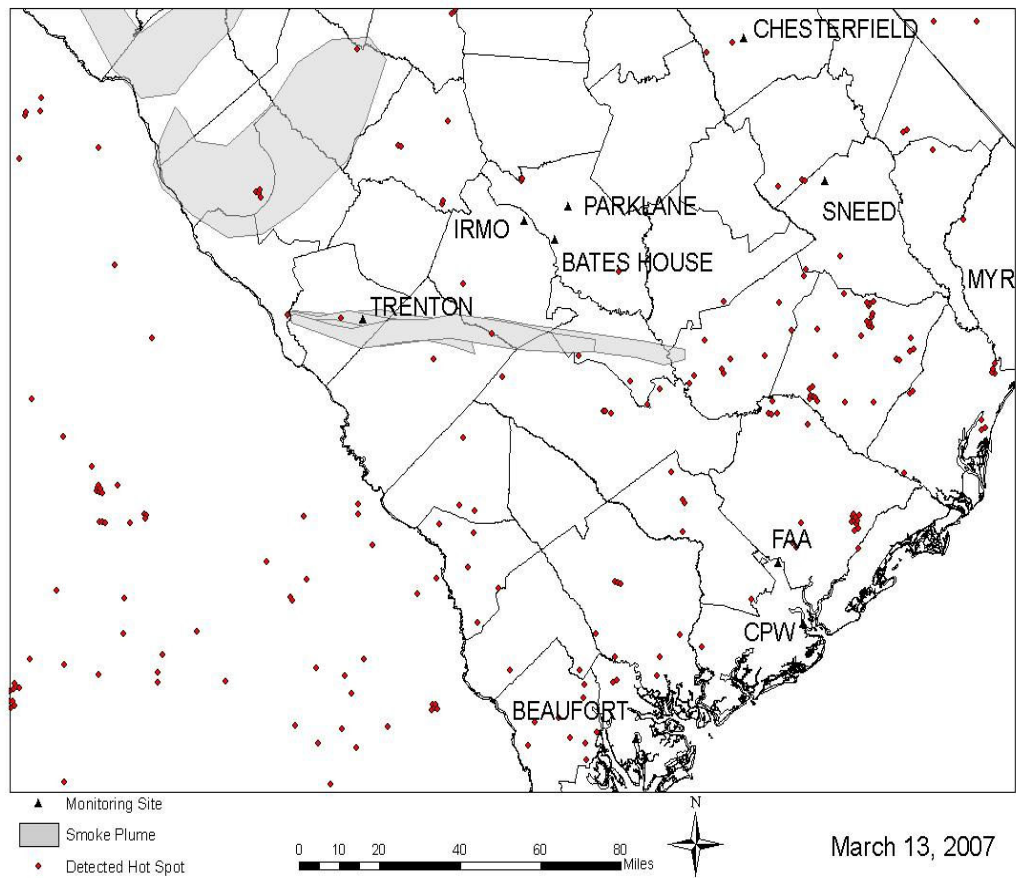 CHESTERFIELD
PARKLANE
SNEED
IRMO
BATES HOUSE
MYR
TRENTON
FAA
CPW
BEAUFORT
Monitoring Site
Smoke Plume
Detected Hot Spot
0 5 10 20 40 60 80
Miles
N
March 13, 2007